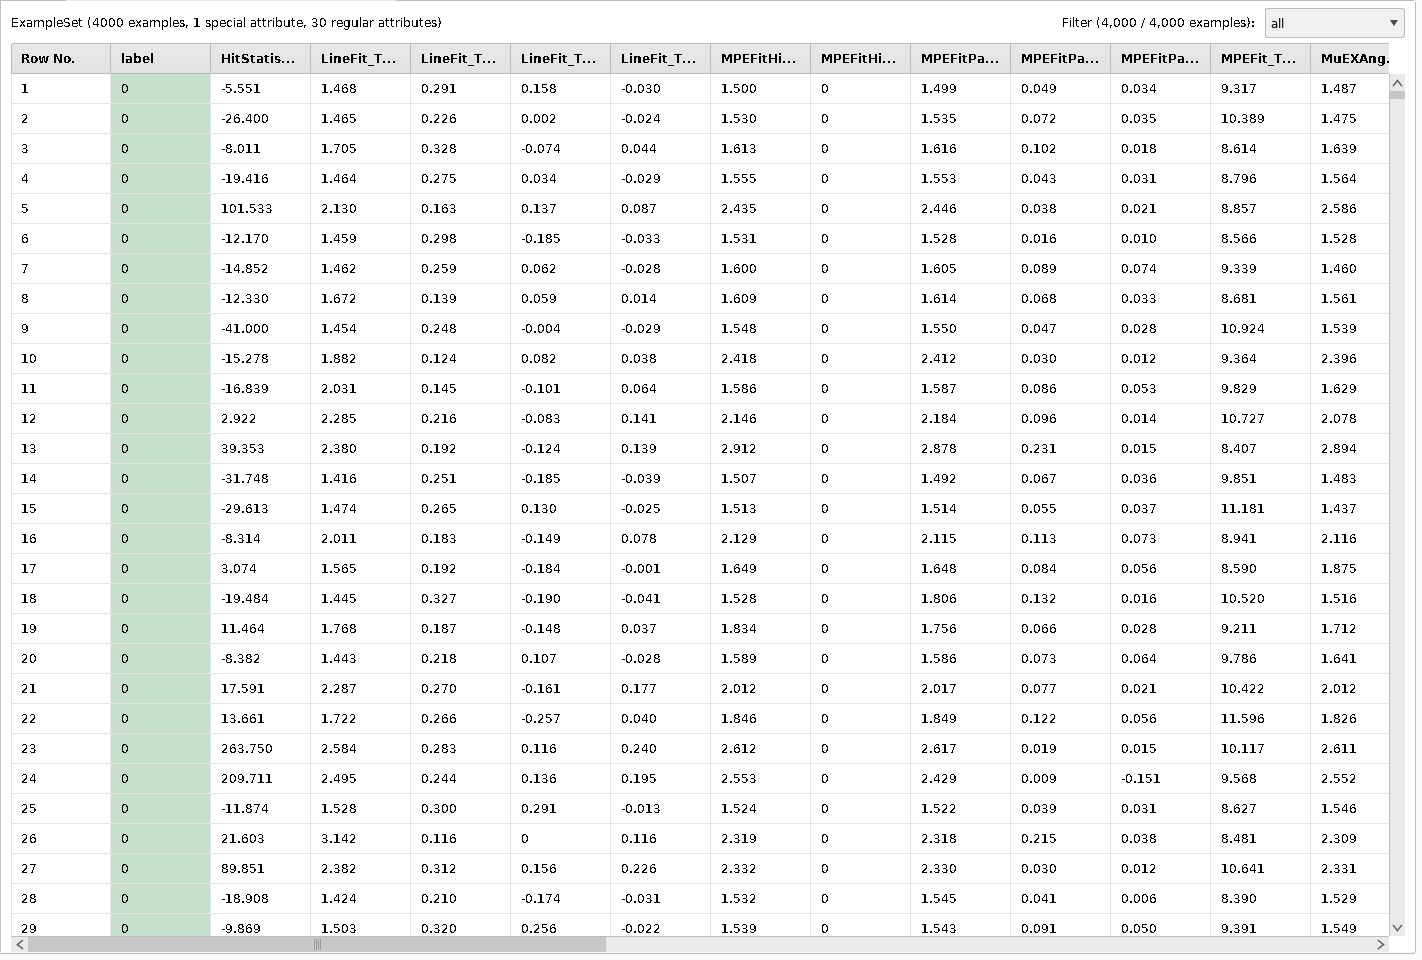 ExampleSet (4000 examples, 1 special attribute, 30 regular attributes) Filter (4,000 / 4,000 examples): all
Row No. label HitStatis... LineFit_T... LineFit_T... LineFit_T... LineFit_T... MPEFitHi... MPEFitHi... MPEFitPa... MPEFitPa... MPEFitPa... MPEFit_T... MuEXAng.
1 0 -5.551 1.468 0.291 0.158 -0.030 1.500 0 1.499 0.049 0.034 9.317 1.487
2 0 -26.400 1.465 0.226 0.002 -0.024 1.530 0 1.535 0.072 0.035 10.389 1.475
3 0 -8.011 1.705 0.328 -0.074 0.044 1.613 0 1.616 0.102 0.018 8.614 1.639
4 0 -19.416 1.464 0.275 0.034 -0.029 1.555 0 1.553 0.043 0.031 8.796 1.564
5 0 101.533 2.130 0.163 0.137 0.087 2.435 0 2.446 0.038 0.021 8.857 2.586
6 0 -12.170 1.459 0.298 -0.185 -0.033 1.531 0 1.528 0.016 0.010 8.566 1.528
7 0 -14.852 1.462 0.259 0.062 -0.028 1.600 0 1.605 0.089 0.074 9.339 1.460
8 0 -12.330 1.672 0.139 0.059 0.014 1.609 0 1.614 0.068 0.033 8.681 1.561
9 0 -41.000 1.454 0.248 -0.004 -0.029 1.548 0 1.550 0.047 0.028 10.924 1.539
10 0 -15.278 1.882 0.124 0.082 0.038 2.418 0 2.412 0.030 0.012 9.364 2.396
11 0 -16.839 2.031 0.145 -0.101 0.064 1.586 0 1.587 0.086 0.053 9.829 1.629
12 0 2.922 2.285 0.216 -0.083 0.141 2.146 0 2.184 0.096 0.014 10.727 2.078
13 0 39.353 2.380 0.192 -0.124 0.139 2.912 0 2.878 0.231 0.015 8.407 2.894
14 0 -31.748 1.416 0.251 -0.185 -0.039 1.507 0 1.492 0.067 0.036 9.851 1.483
15 0 -29.613 1.474 0.265 0.130 -0.025 1.513 0 1.514 0.055 0.037 11.181 1.437
16 0 -8.314 2.011 0.183 -0.149 0.078 2.129 0 2.115 0.113 0.073 8.941 2.116
17 0 3.074 1.565 0.192 -0.184 -0.001 1.649 0 1.648 0.084 0.056 8.590 1.875
18 0 -19.484 1.445 0.327 -0.190 -0.041 1.528 0 1.806 0.132 0.016 10.520 1.516
19 0 11.464 1.768 0.187 -0.148 0.037 1.834 0 1.756 0.066 0.028 9.211 1.712
20 0 -8.382 1.443 0.218 0.107 -0.028 1.589 0 1.586 0.073 0.064 9.786 1.641
21 0 17.591 2.287 0.270 -0.161 0.177 2.012 0 2.017 0.077 0.021 10.422 2.012
22 0 13.661 1.722 0.266 -0.257 0.040 1.846 0 1.849 0.122 0.056 11.596 1.826
23 0 263.750 2.584 0.283 0.116 0.240 2.612 0 2.617 0.019 0.015 10.117 2.611
24 0 209.711 2.495 0.244 0.136 0.195 2.553 0 2.429 0.009 -0.151 9.568 2.552
25 0 -11.874 1.528 0.300 0.291 -0.013 1.524 0 1.522 0.039 0.031 8.627 1.546
26 0 21.603 3.142 0.116 0 0.116 2.319 0 2.318 0.215 0.038 8.481 2.309
27 0 89.851 2.382 0.312 0.156 0.226 2.332 0 2.330 0.030 0.012 10.641 2.331
28 0 -18.908 1.424 0.210 -0.174 -0.031 1.532 0 1.545 0.041 0.006 8.390 1.529
29 0 -9.869 1.503 0.320 0.256 -0.022 1.539 0 1.543 0.091 0.050 9.391 1.549